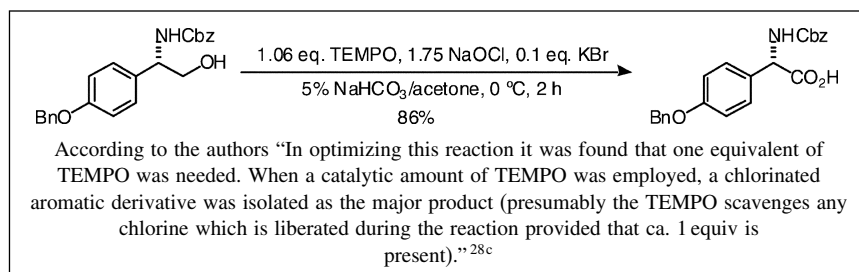 NHCbz
OH
BnO
1.06 eq. TEMPO, 1.75 NaOCl, 0.1 eq. KBr
5% NaHCO3/acetone, 0 ºC, 2 h
86%
NHCbz
CO2H
BnO
According to the authors “In optimizing this reaction it was found that one equivalent of
TEMPO was needed. When a catalytic amount of TEMPO was employed, a chlorinated
aromatic derivative was isolated as the major product (presumably the TEMPO scavenges any
chlorine which is liberated during the reaction provided that ca. 1 equiv is
present).”28c